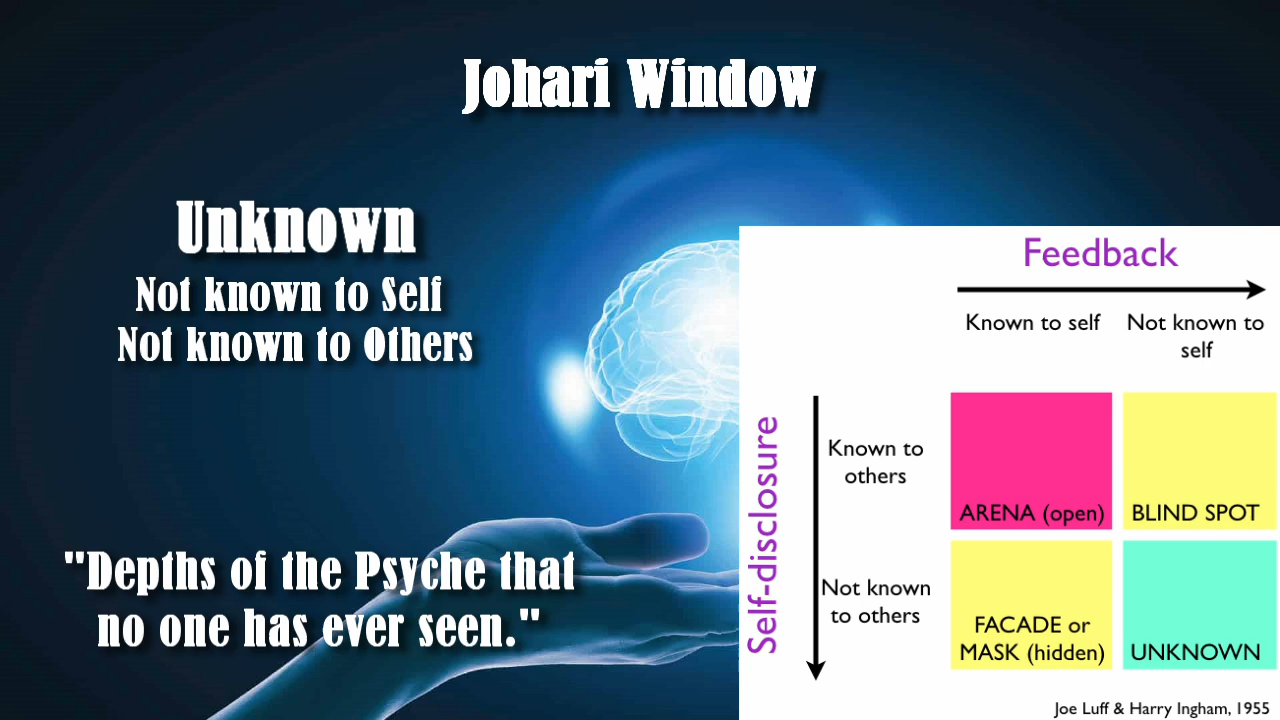 Johari Window
Unknown
Not known to Self
Not known to Others
"Depths of the Psyche that
no one has ever seen."
Feedback
Known to self
Not known to
self
Self-disclosure
Known to
others
ARENA (open)
BLIND SPOT
Not known
to others
FACADE or
MASK (hidden)
UNKNOWN
Joe Luff & Harry Ingham, 1955